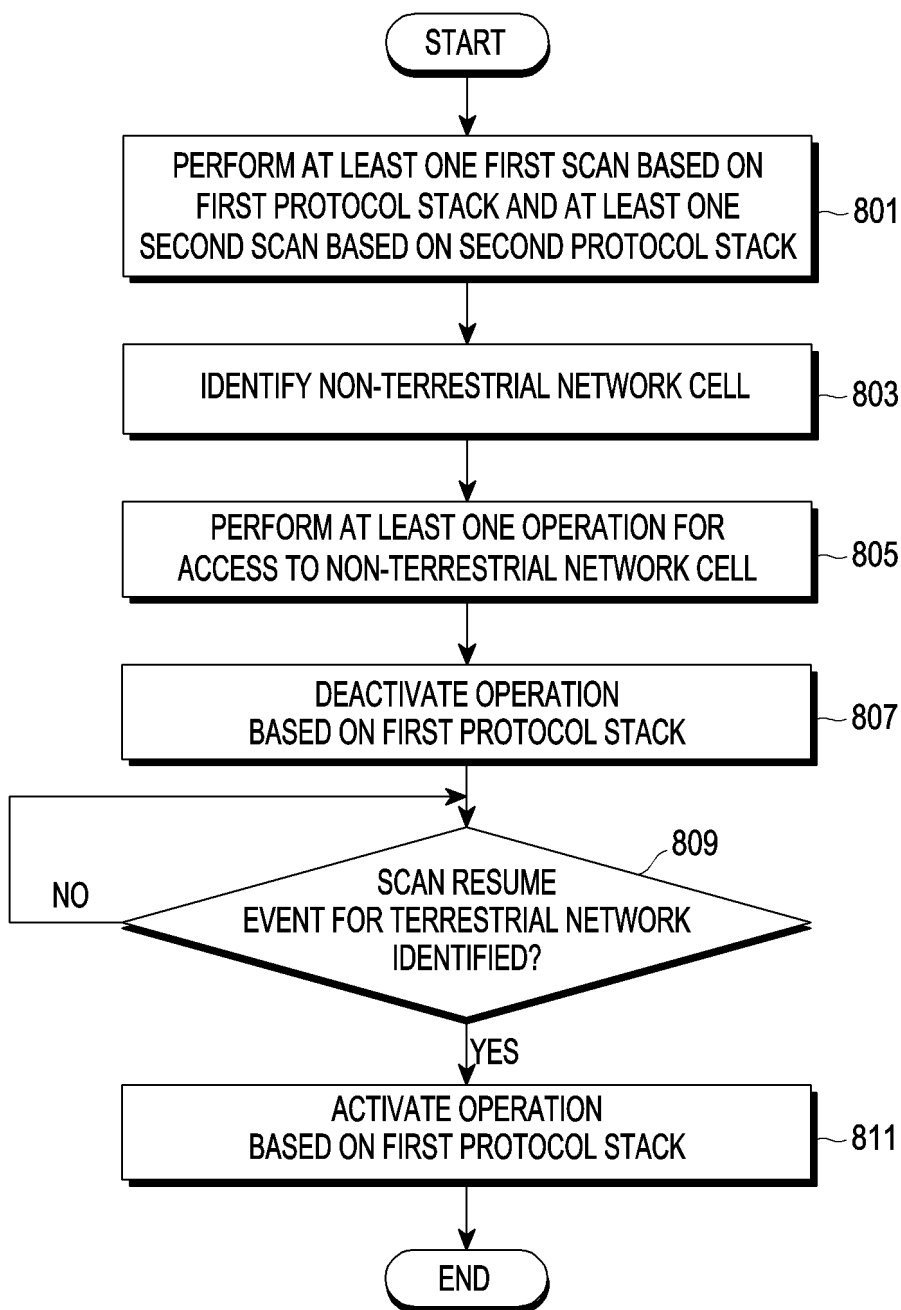 START
PERFORM AT LEAST ONE FIRST SCAN BASED ON
FIRST PROTOCOL STACK AND AT LEAST ONE
SECOND SCAN BASED ON SECOND PROTOCOL STACK
801
IDENTIFY NON-TERRESTRIAL NETWORK CELL
803
PERFORM AT LEAST ONE OPERATION FOR
ACCESS TO NON-TERRESTRIAL NETWORK CELL
805
DEACTIVATE OPERATION
BASED ON FIRST PROTOCOL STACK
807
809
SCAN RESUME
EVENT FOR TERRESTRIAL NETWORK
IDENTIFIED?
NO
YES
ACTIVATE OPERATION
BASED ON FIRST PROTOCOL STACK
811
END